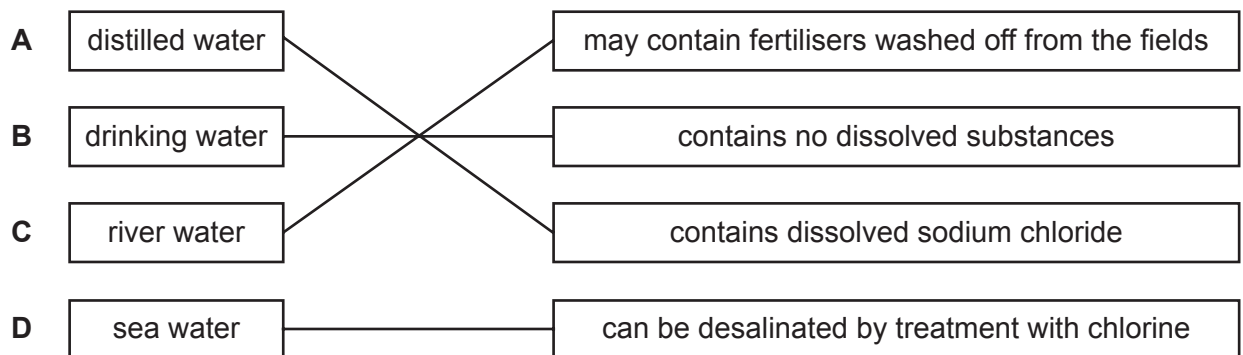 A distilled water may contain fertilisers washed off from the fields
B drinking water contains no dissolved substances
C river water contains dissolved sodium chloride
D sea water can be desalinated by treatment with chlorine